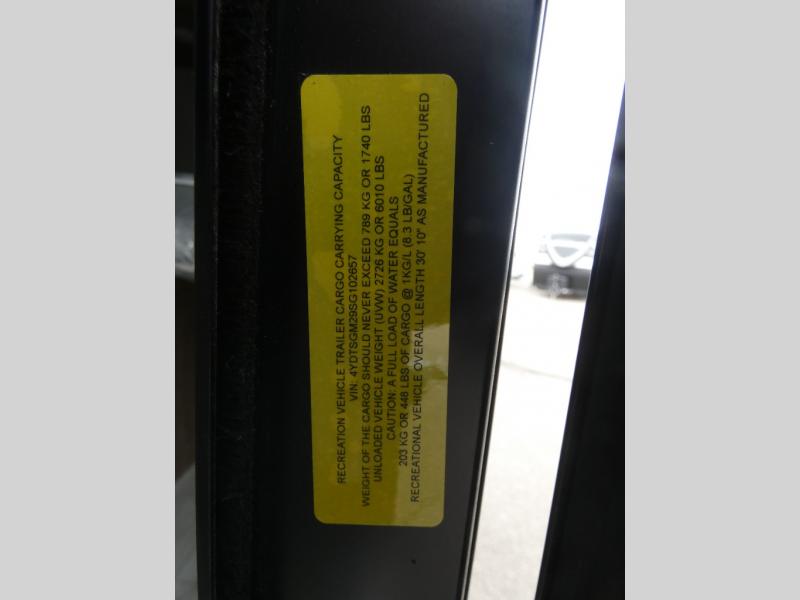 RECREATION VEHICLE TRAILER CARGO CARRYING CAPACITY
VIN: 4YDTSGM29SG102657
WEIGHT OF THE CARGO SHOULD NEVER EXCEED 789 KG OR 1740 LBS
UNLOADED VEHICLE WEIGHT (UVW) 2726 KG OR 6010 LBS
CAUTION: A FULL LOAD OF WATER EQUALS
203 KG OR 448 LBS OF CARGO @ 1KG/L (8.3 LB/GAL)
RECREATIONAL VEHICLE OVERALL LENGTH 30' 10" AS MANUFACTURED